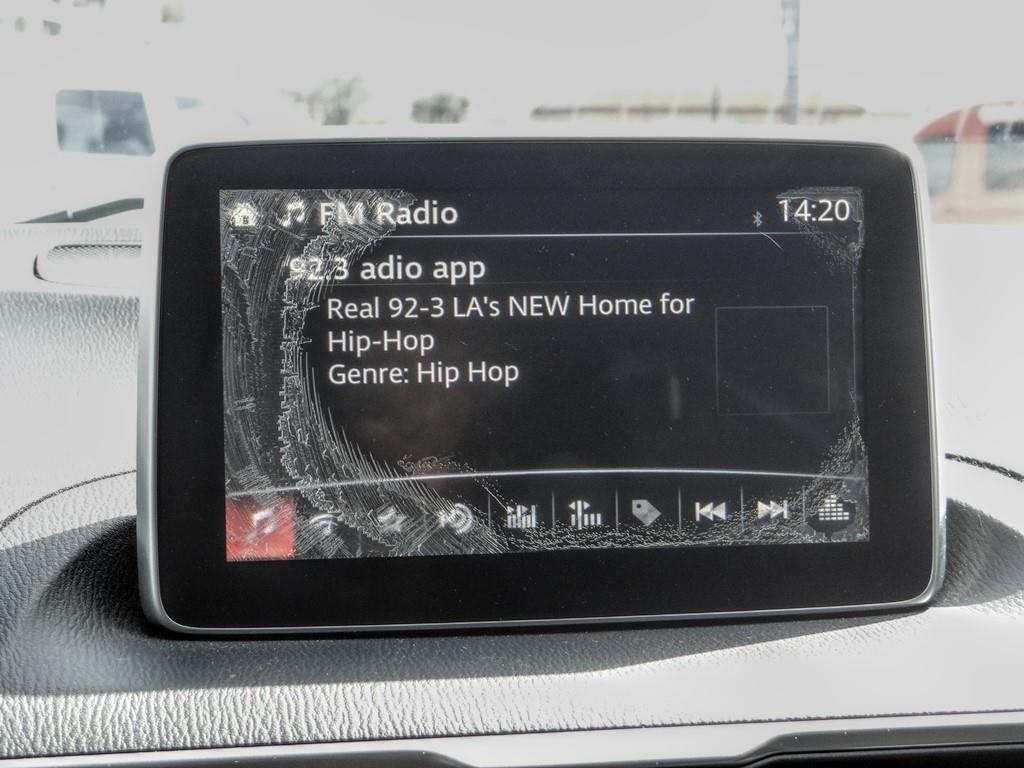 FM Radio
14:20
92.3 adio app
Real 92-3 LA's NEW Home for
Hip-Hop
Genre: Hip Hop